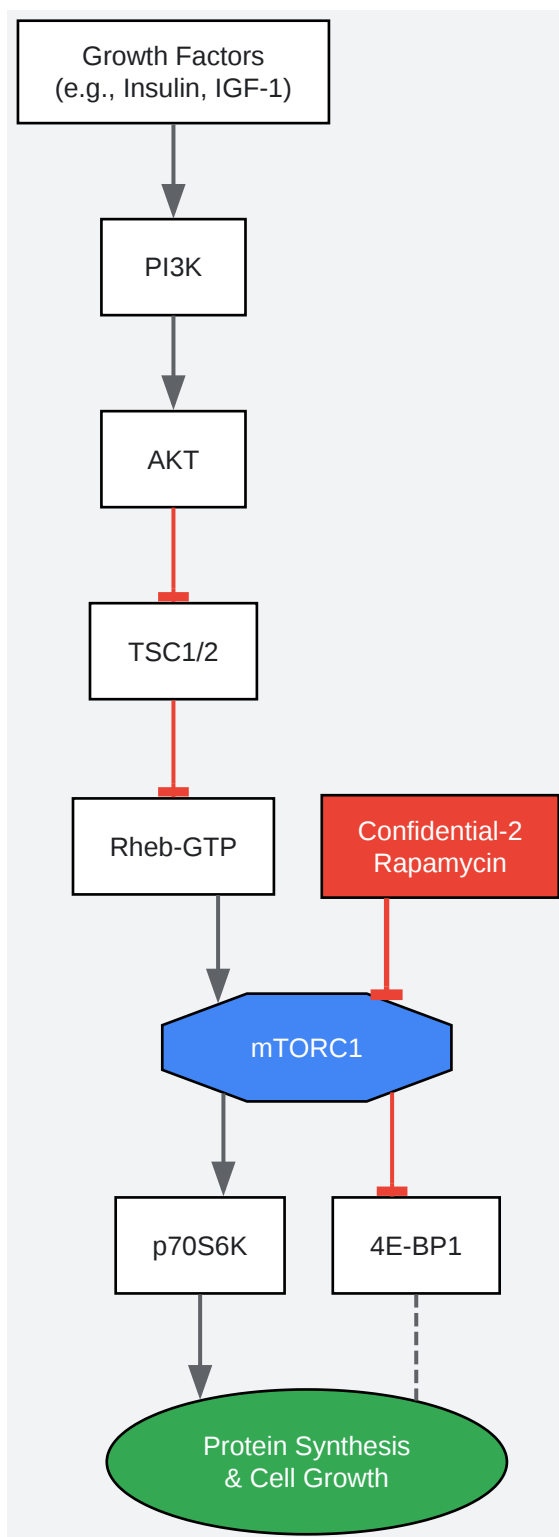 Growth Factors
(e.g., Insulin, IGF-1)
PI3K
AKT
TSC1/2
Rheb-GTP
Confidential-2
Rapamycin
mTORC1
p70S6K
4E-BP1
Protein Synthesis
& Cell Growth